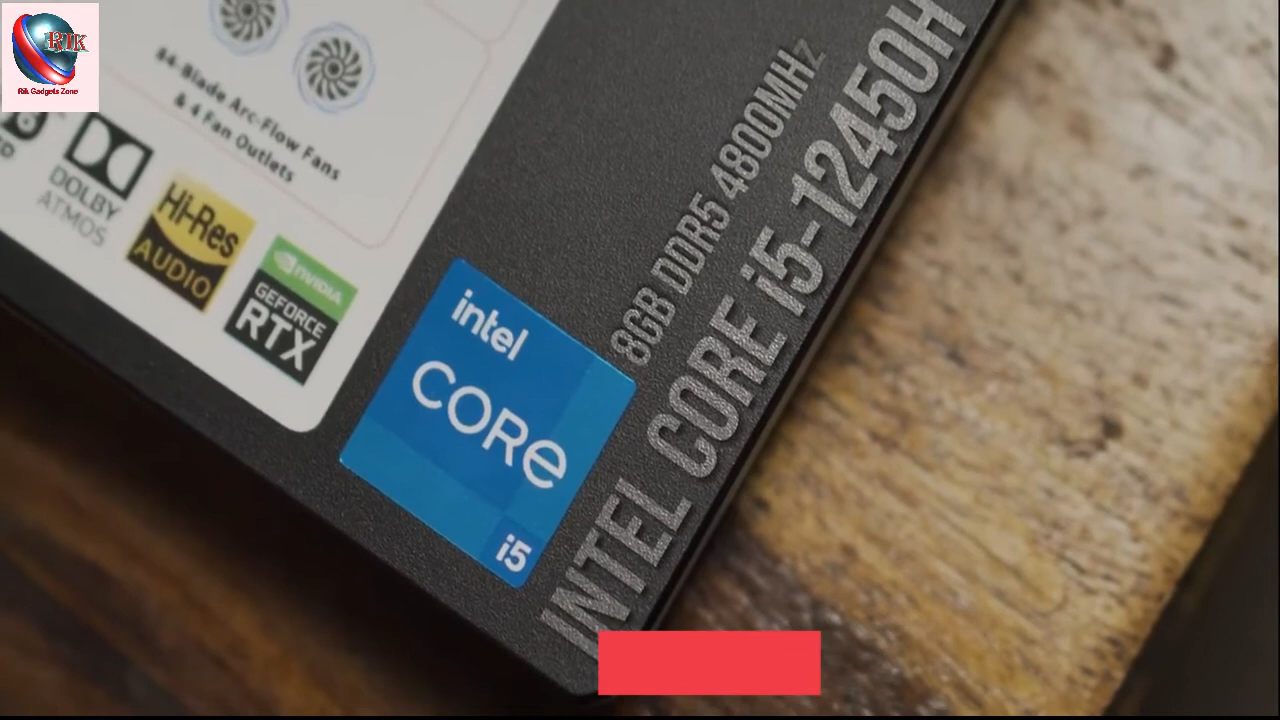 RIK
Rik Gadgets Zone
84-Blade Arc-Flow Fans
& 4 Fan Outlets
DOLBY
ATMOS
Hi-Res
AUDIO
NVIDIA
GEFORCE
RTX
intel
CORE
i5
8GB DDR5 4800MHz
INTEL CORE i5-12450H